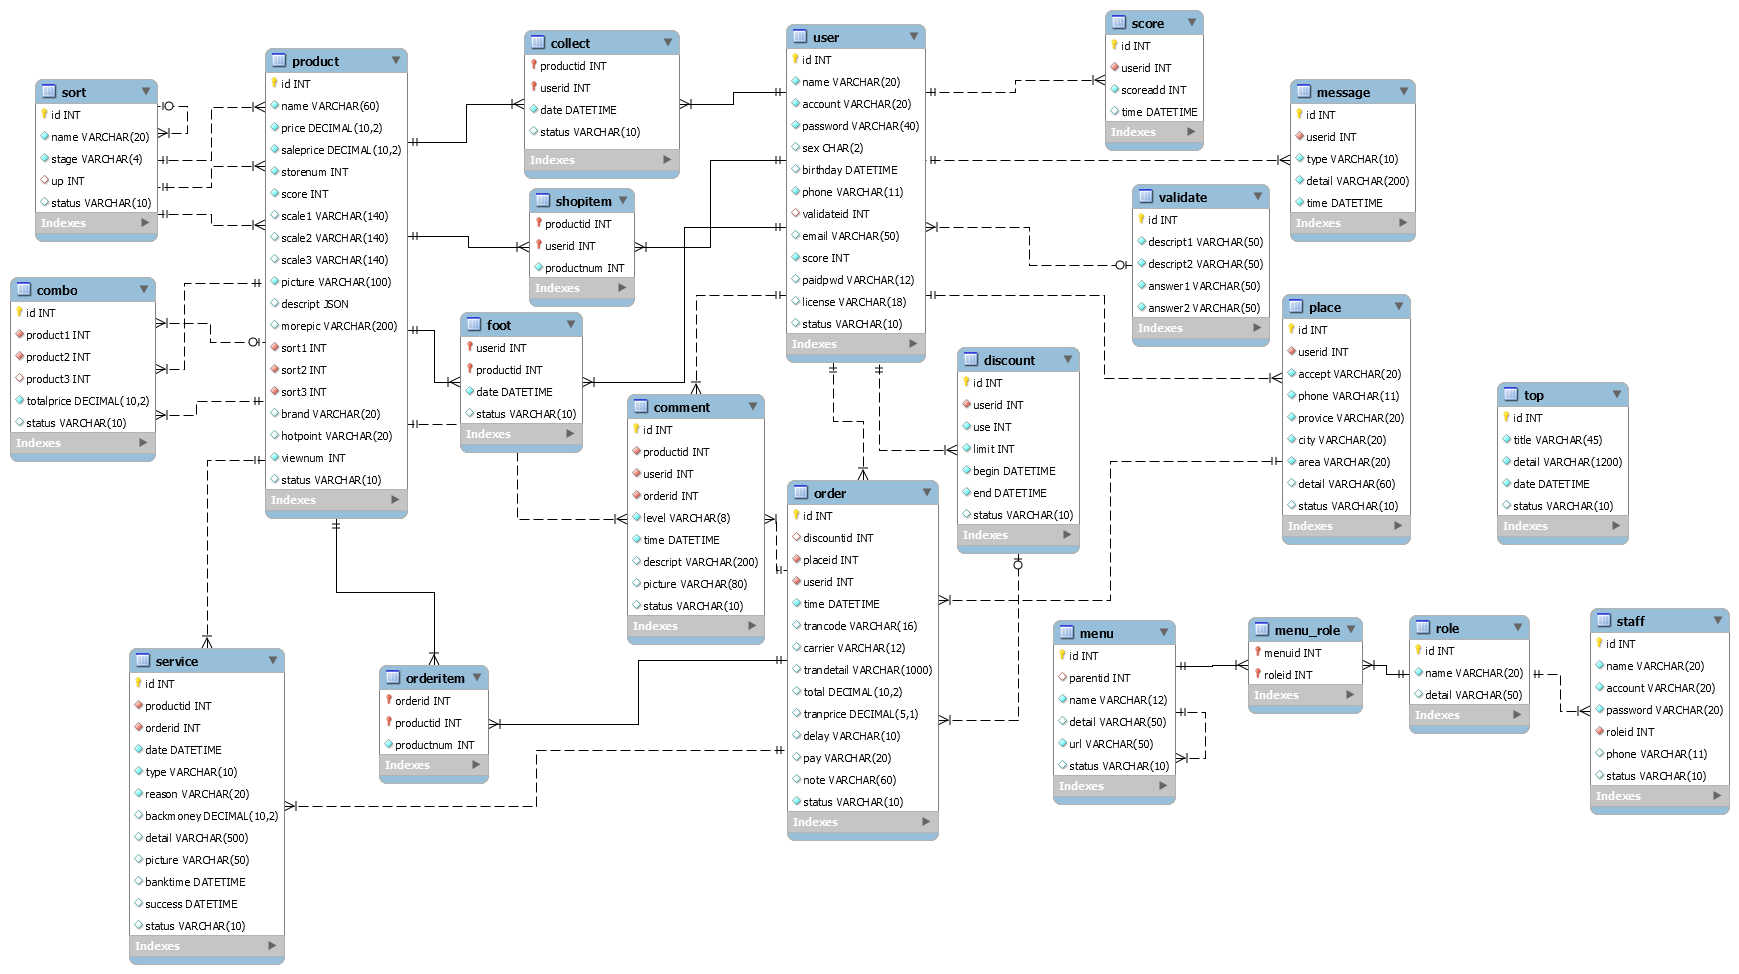 sort
id INT
name VARCHAR(20)
stage VARCHAR(4)
up INT
status VARCHAR(10)
Indexes
product
id INT
name VARCHAR(60)
price DECIMAL(10,2)
saleprice DECIMAL(10,2)
storenum INT
score INT
scale1 VARCHAR(140)
scale2 VARCHAR(140)
scale3 VARCHAR(140)
picture VARCHAR(100)
descript JSON
morepic VARCHAR(200)
sort1 INT
sort2 INT
sort3 INT
brand VARCHAR(20)
hotpoint VARCHAR(20)
viewnum INT
status VARCHAR(10)
Indexes
collect
productid INT
userid INT
date DATETIME
status VARCHAR(10)
Indexes
user
id INT
name VARCHAR(20)
account VARCHAR(20)
password VARCHAR(40)
sex CHAR(2)
birthday DATETIME
phone VARCHAR(11)
validateid INT
email VARCHAR(50)
score INT
paidpwd VARCHAR(12)
license VARCHAR(18)
status VARCHAR(10)
Indexes
score
id INT
userid INT
scoreadd INT
time DATETIME
Indexes
message
id INT
userid INT
type VARCHAR(10)
detail VARCHAR(200)
time DATETIME
Indexes
shopitem
productid INT
userid INT
productnum INT
Indexes
validate
id INT
descript1 VARCHAR(50)
descript2 VARCHAR(50)
answer1 VARCHAR(50)
answer2 VARCHAR(50)
Indexes
combo
id INT
product1 INT
product2 INT
product3 INT
totalprice DECIMAL(10,2)
status VARCHAR(10)
Indexes
foot
userid INT
productid INT
date DATETIME
status VARCHAR(10)
Indexes
place
id INT
userid INT
accept VARCHAR(20)
phone VARCHAR(11)
provice VARCHAR(20)
city VARCHAR(20)
area VARCHAR(20)
detail VARCHAR(60)
status VARCHAR(10)
Indexes
discount
id INT
userid INT
use INT
limit INT
begin DATETIME
end DATETIME
status VARCHAR(10)
Indexes
comment
id INT
productid INT
userid INT
orderid INT
level VARCHAR(8)
time DATETIME
descript VARCHAR(200)
picture VARCHAR(80)
status VARCHAR(10)
Indexes
top
id INT
title VARCHAR(45)
detail VARCHAR(1200)
date DATETIME
status VARCHAR(10)
Indexes
order
id INT
discountid INT
placeid INT
userid INT
time DATETIME
trancode VARCHAR(16)
carrier VARCHAR(12)
trandetail VARCHAR(1000)
total DECIMAL(10,2)
tranprice DECIMAL(5,1)
delay VARCHAR(10)
pay VARCHAR(20)
note VARCHAR(60)
status VARCHAR(10)
Indexes
service
id INT
productid INT
orderid INT
date DATETIME
type VARCHAR(10)
reason VARCHAR(20)
backmoney DECIMAL(10,2)
detail VARCHAR(500)
picture VARCHAR(50)
banktime DATETIME
success DATETIME
status VARCHAR(10)
Indexes
orderitem
orderid INT
productid INT
productnum INT
Indexes
menu
id INT
parentid INT
name VARCHAR(12)
detail VARCHAR(50)
url VARCHAR(50)
status VARCHAR(10)
Indexes
menu_role
menuid INT
roleid INT
Indexes
role
id INT
name VARCHAR(20)
detail VARCHAR(50)
Indexes
staff
id INT
name VARCHAR(20)
account VARCHAR(20)
password VARCHAR(20)
roleid INT
phone VARCHAR(11)
status VARCHAR(10)
Indexes